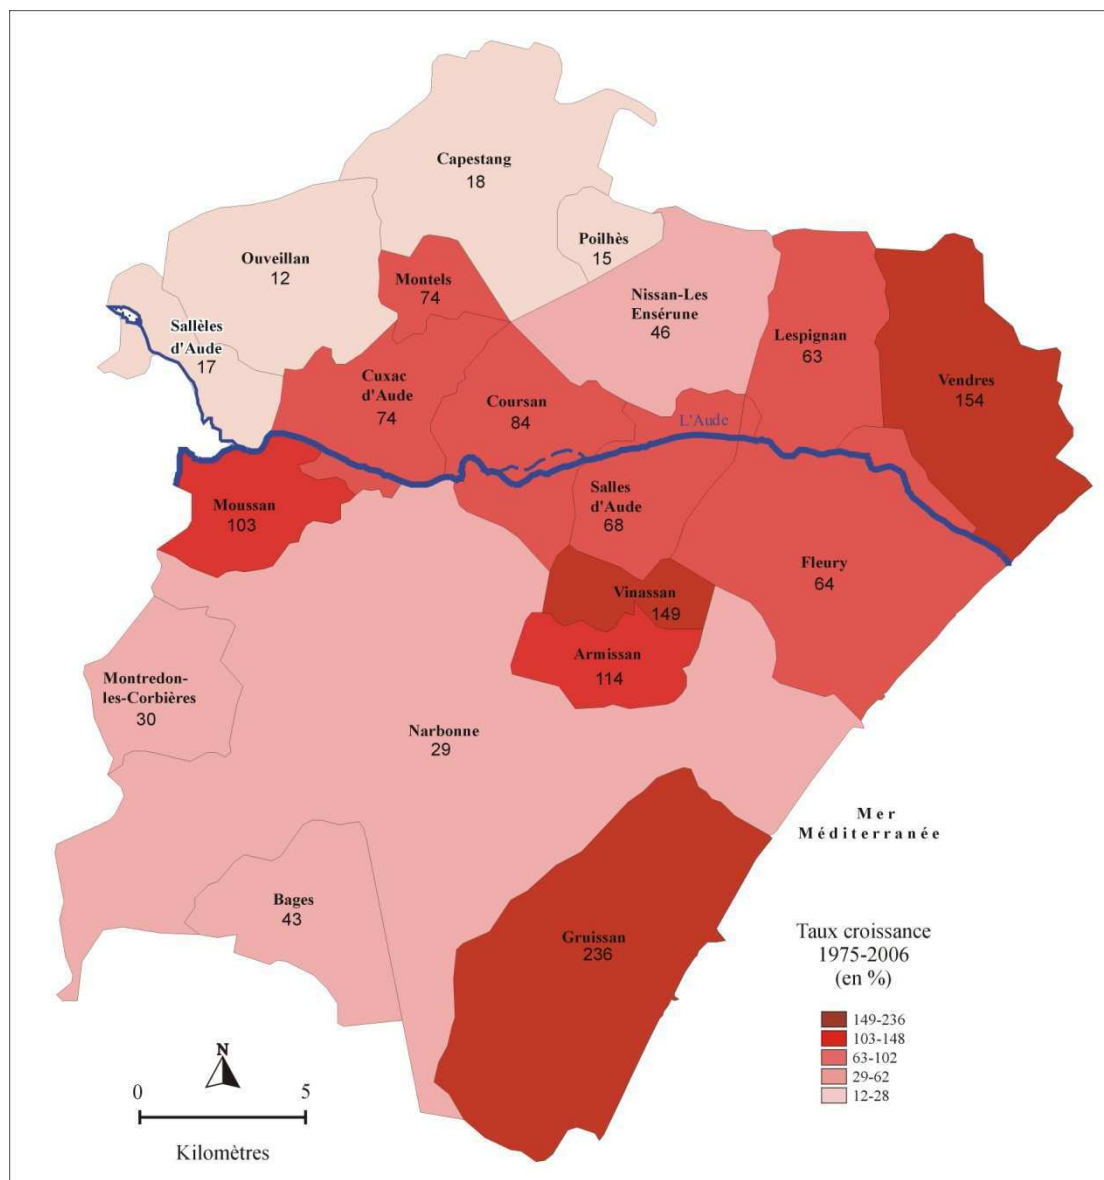 Capestang
18
Poilhès
15
Ouveillan
12
Montels
74
Nissan-Les
Ensérune
46
Lespignan
63
Vendres
154
Sallèles
d'Aude
17
Cuxac
d'Aude
74
Coursan
84
L'Aude
Moussan
103
Salles
d'Aude
68
Fleury
64
Vinassan
149
Armissan
114
Montredon-
les-Corbières
30
Narbonne
29
Mer
Méditerranée
Bages
43
Gruissan
236
Taux croissance
1975-2006
(en %)
149-236
103-148
63-102
29-62
12-28
N
0 5
Kilomètres